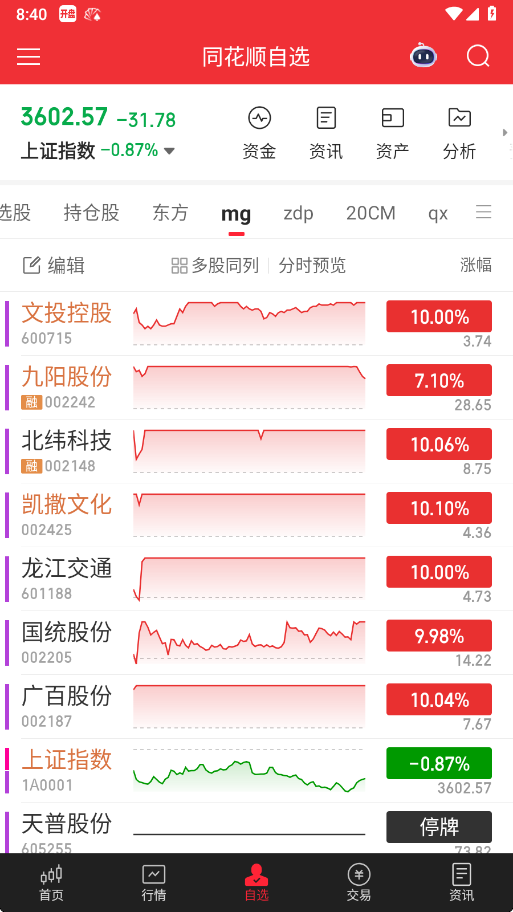 8:40 开盘
同花顺自选
3602.57 -31.78
上证指数 -0.87%
资金 资讯 资产 分析
选股 持仓股 东方 mg zdp 20CM qx
编辑 多股同列 分时预览 涨幅
文投控股 10.00%
600715 3.74
九阳股份 7.10%
融 002242 28.65
北纬科技 10.06%
融 002148 8.75
凯撒文化 10.10%
002425 4.36
龙江交通 10.00%
601188 4.73
国统股份 9.98%
002205 14.22
广百股份 10.04%
002187 7.67
上证指数 -0.87%
1A0001 3602.57
天普股份 停牌
605255 73.82
首页 行情 自选 交易 资讯